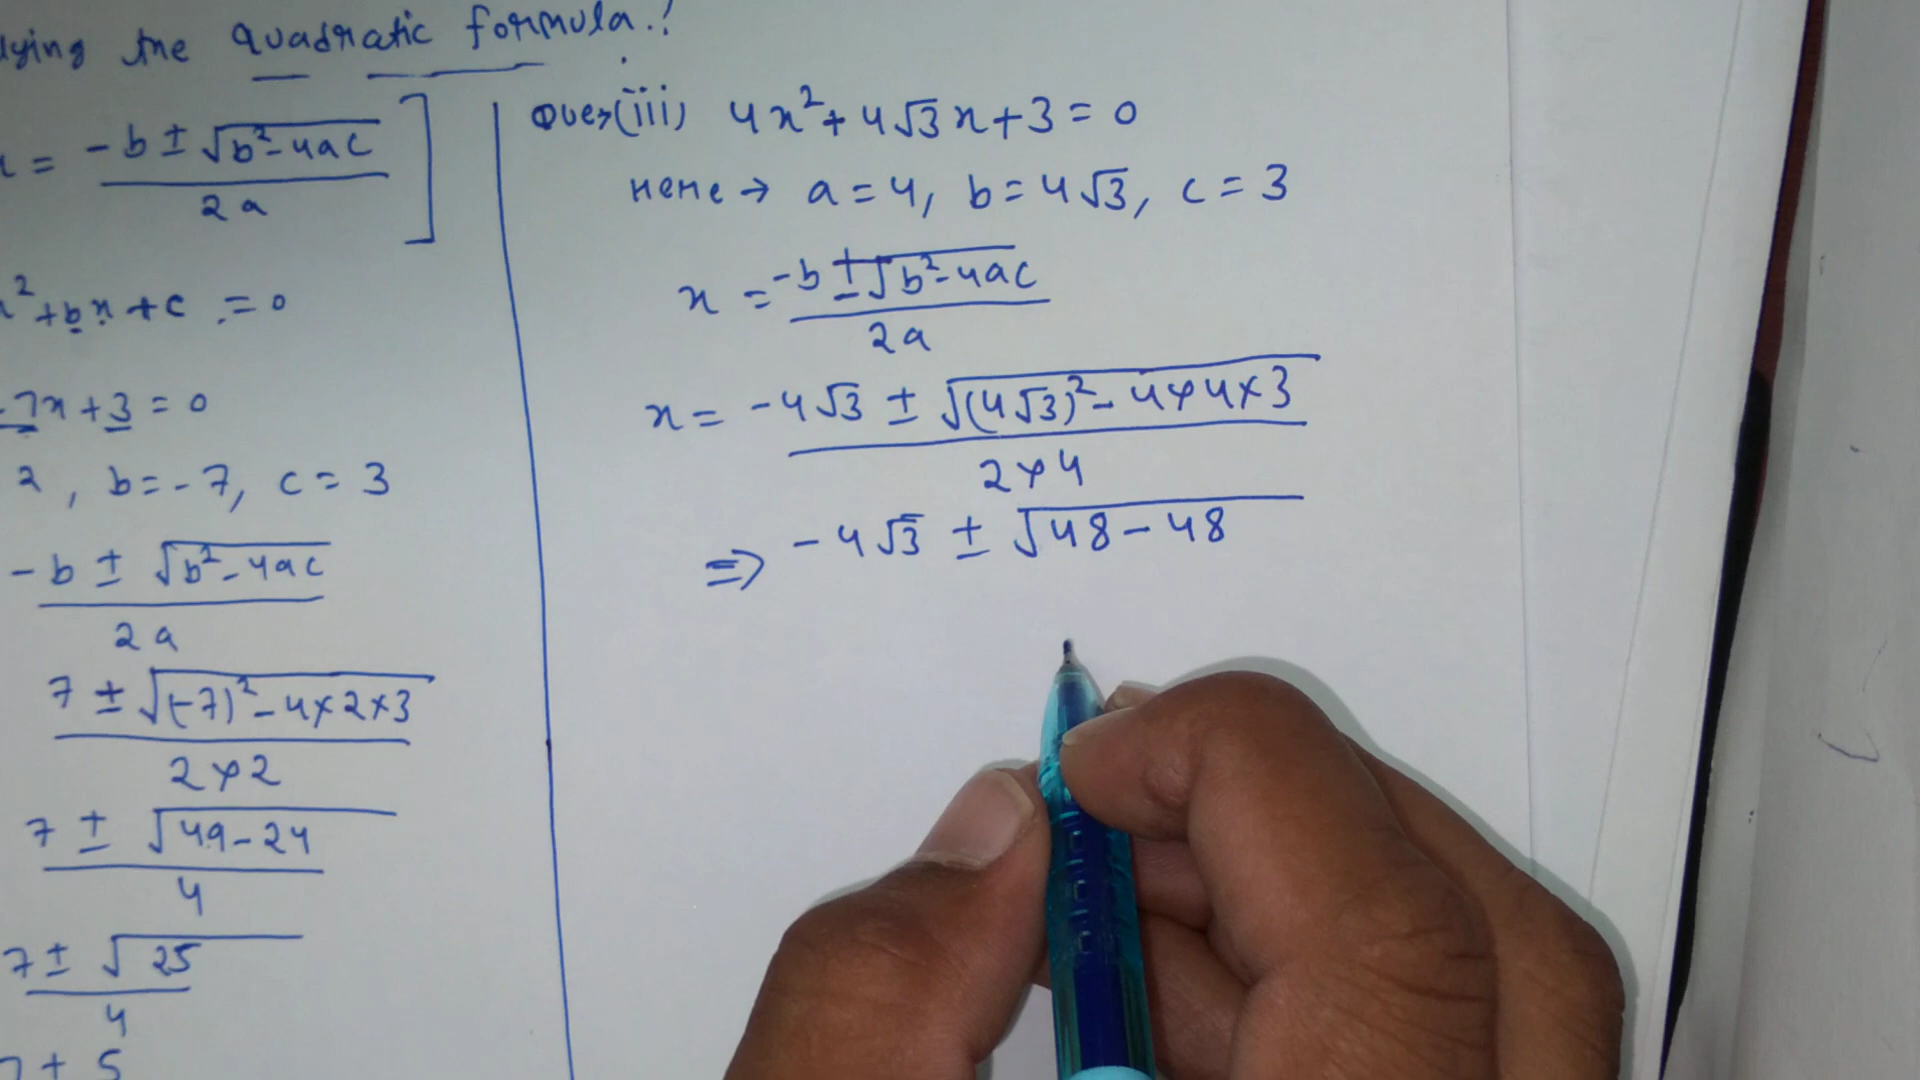 the quadratic formula.!
= -b ± √b²-4ac
2a
²+bx+c = 0
-7x+3=0
2, b=-7, c=3
-b ± √b²-4ac
2a
7 ± √(-7)²-4×2×3
2×2
7 ± √49-24
4
7 ± √25
4
± 5
Ques(iii) 4x²+4√3x+3=0
Here → a=4, b=4√3, c=3
x = -b ± √b²-4ac
2a
x = -4√3 ± √(4√3)²-4×4×3
2×4
⇒ -4√3 ± √48-48